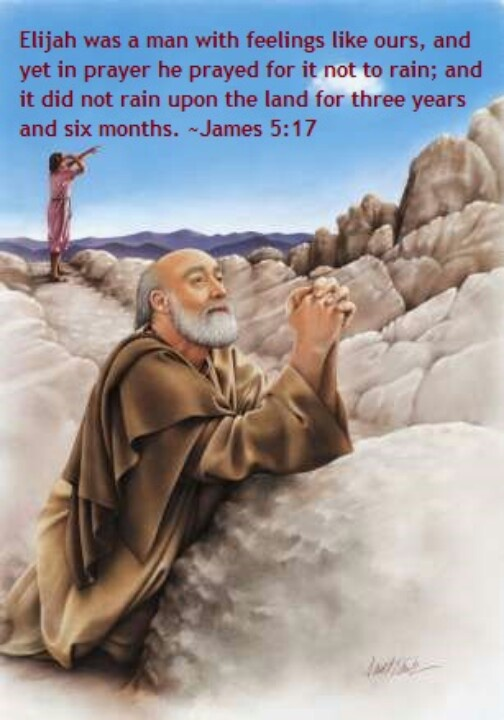 Elijah was a man with feelings like ours, and
yet in prayer he prayed for it not to rain; and
it did not rain upon the land for three years
and six months. ~James 5:17